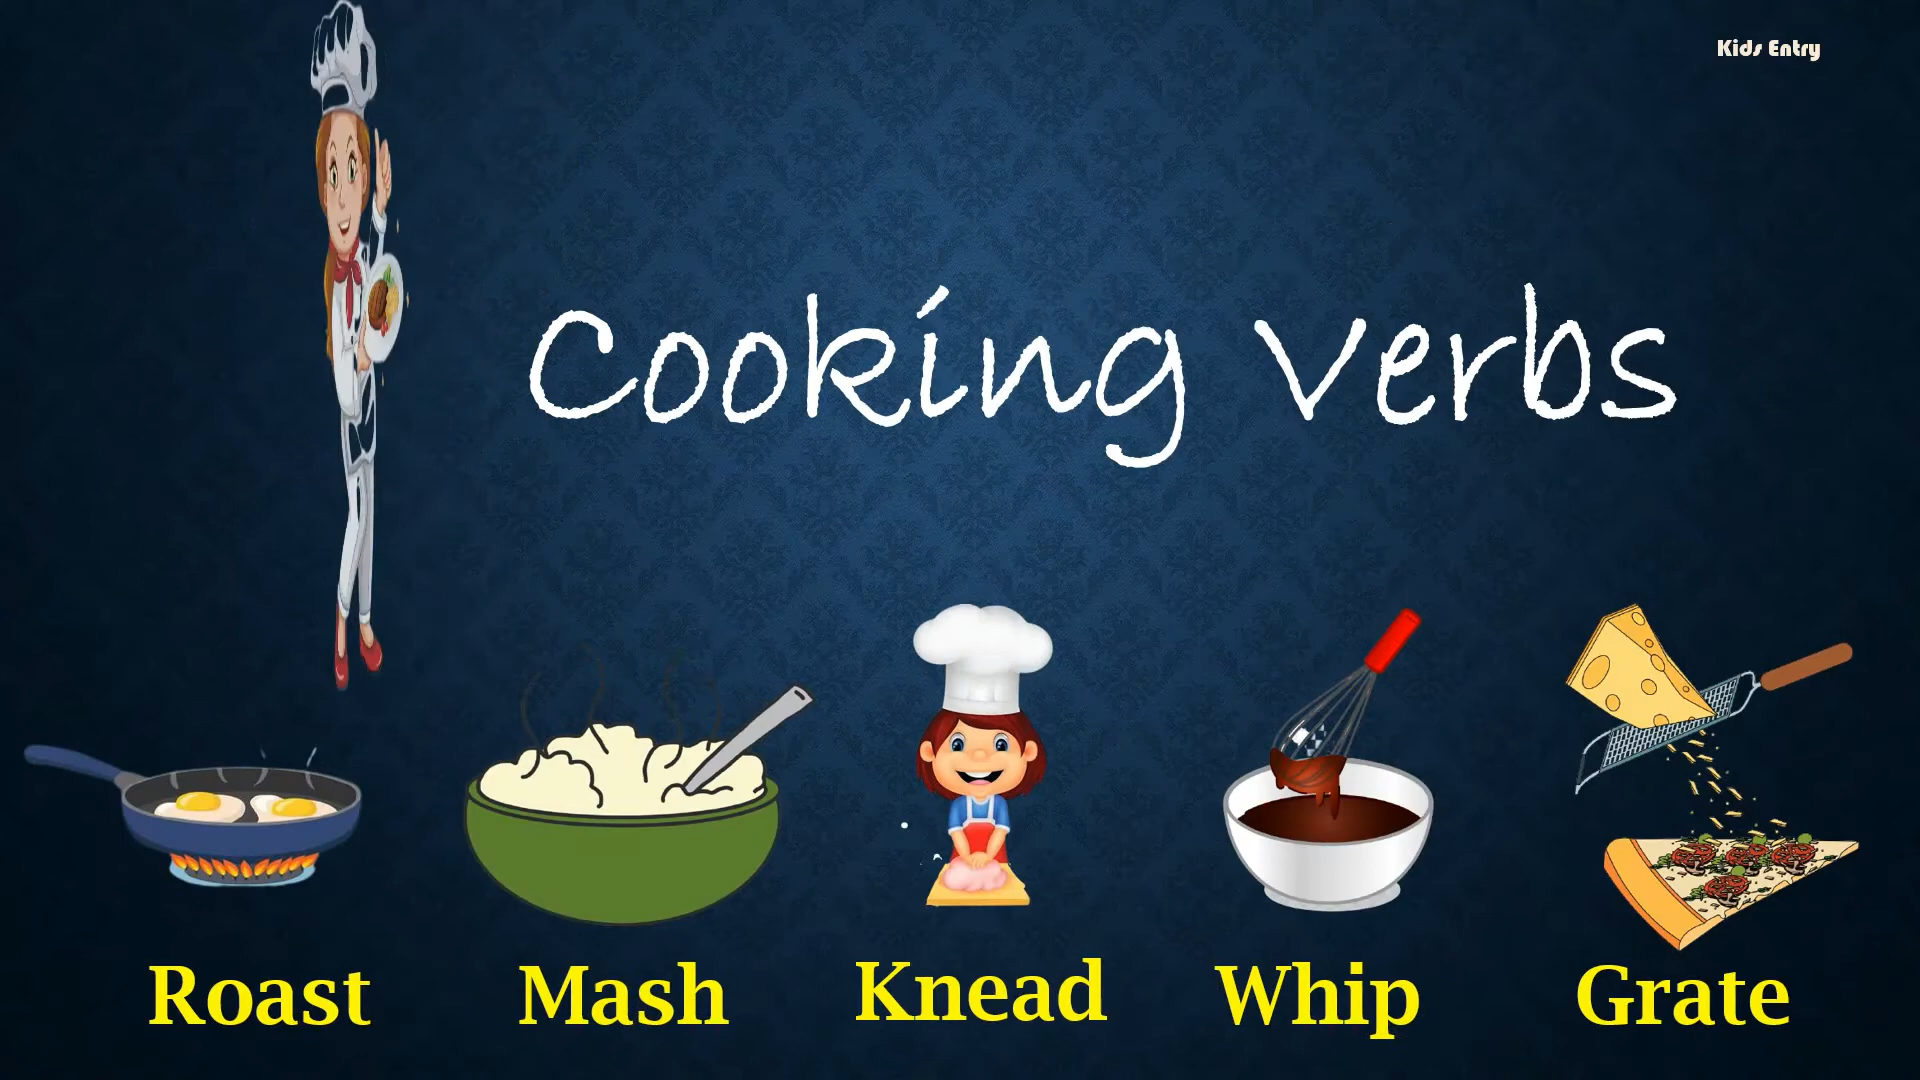 Kids Entry
Cooking Verbs
Roast
Mash
Knead
Whip
Grate